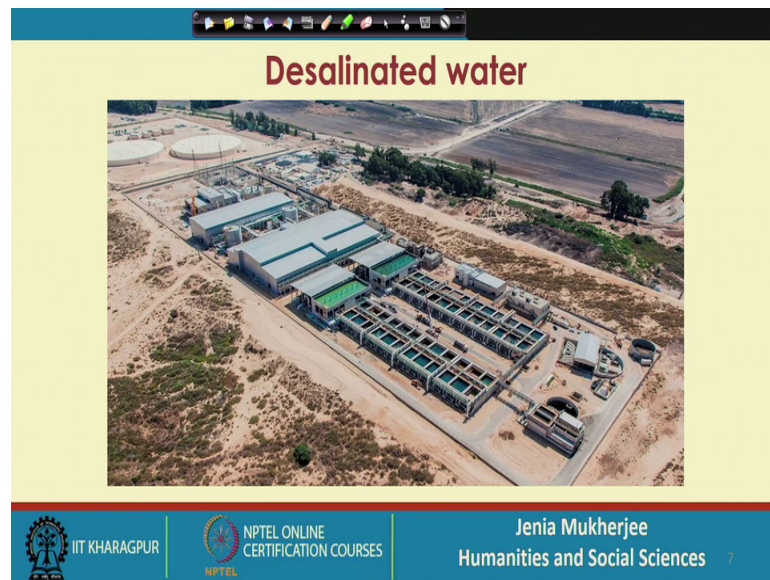 Desalinated water
IIT KHARAGPUR
NPTEL
NPTEL ONLINE
CERTIFICATION COURSES
Jenia Mukherjee
Humanities and Social Sciences
7